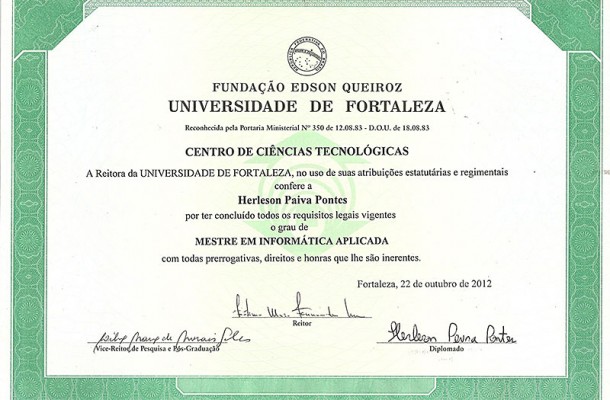 FUNDAÇÃO EDSON QUEIROZ
UNIVERSIDADE DE FORTALEZA
Reconhecida pela Portaria Ministerial Nº 350 de 12.08.83 - D.O.U. de 18.08.83
CENTRO DE CIÊNCIAS TECNOLÓGICAS
A Reitora da UNIVERSIDADE DE FORTALEZA, no uso de suas atribuições estatutárias e regimentais
confere a
Herleson Paiva Pontes
por ter concluído todos os requisitos legais vigentes
o grau de
MESTRE EM INFORMÁTICA APLICADA
com todas prerrogativas, direitos e honras que lhe são inerentes.
Fortaleza, 22 de outubro de 2012
Reitor
Herleson Paiva Pontes
Vice-Reitor de Pesquisa e Pós-Graduação
Diplomado